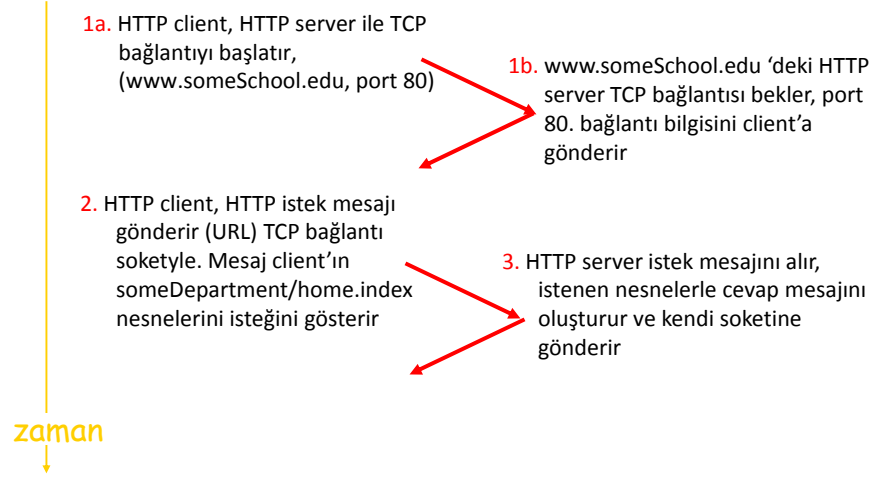 1a. HTTP client, HTTP server ile TCP
bağlantıyı başlatır,
(www.someSchool.edu, port 80)
1b. www.someSchool.edu ‘deki HTTP
server TCP bağlantısı bekler, port
80. bağlantı bilgisini client’a
gönderir
2. HTTP client, HTTP istek mesajı
gönderir (URL) TCP bağlantı
soketyle. Mesaj client’ın
someDepartment/home.index
nesnelerini isteğini gösterir
3. HTTP server istek mesajını alır,
istenen nesnelerle cevap mesajını
oluşturur ve kendi soketine
gönderir
zaman